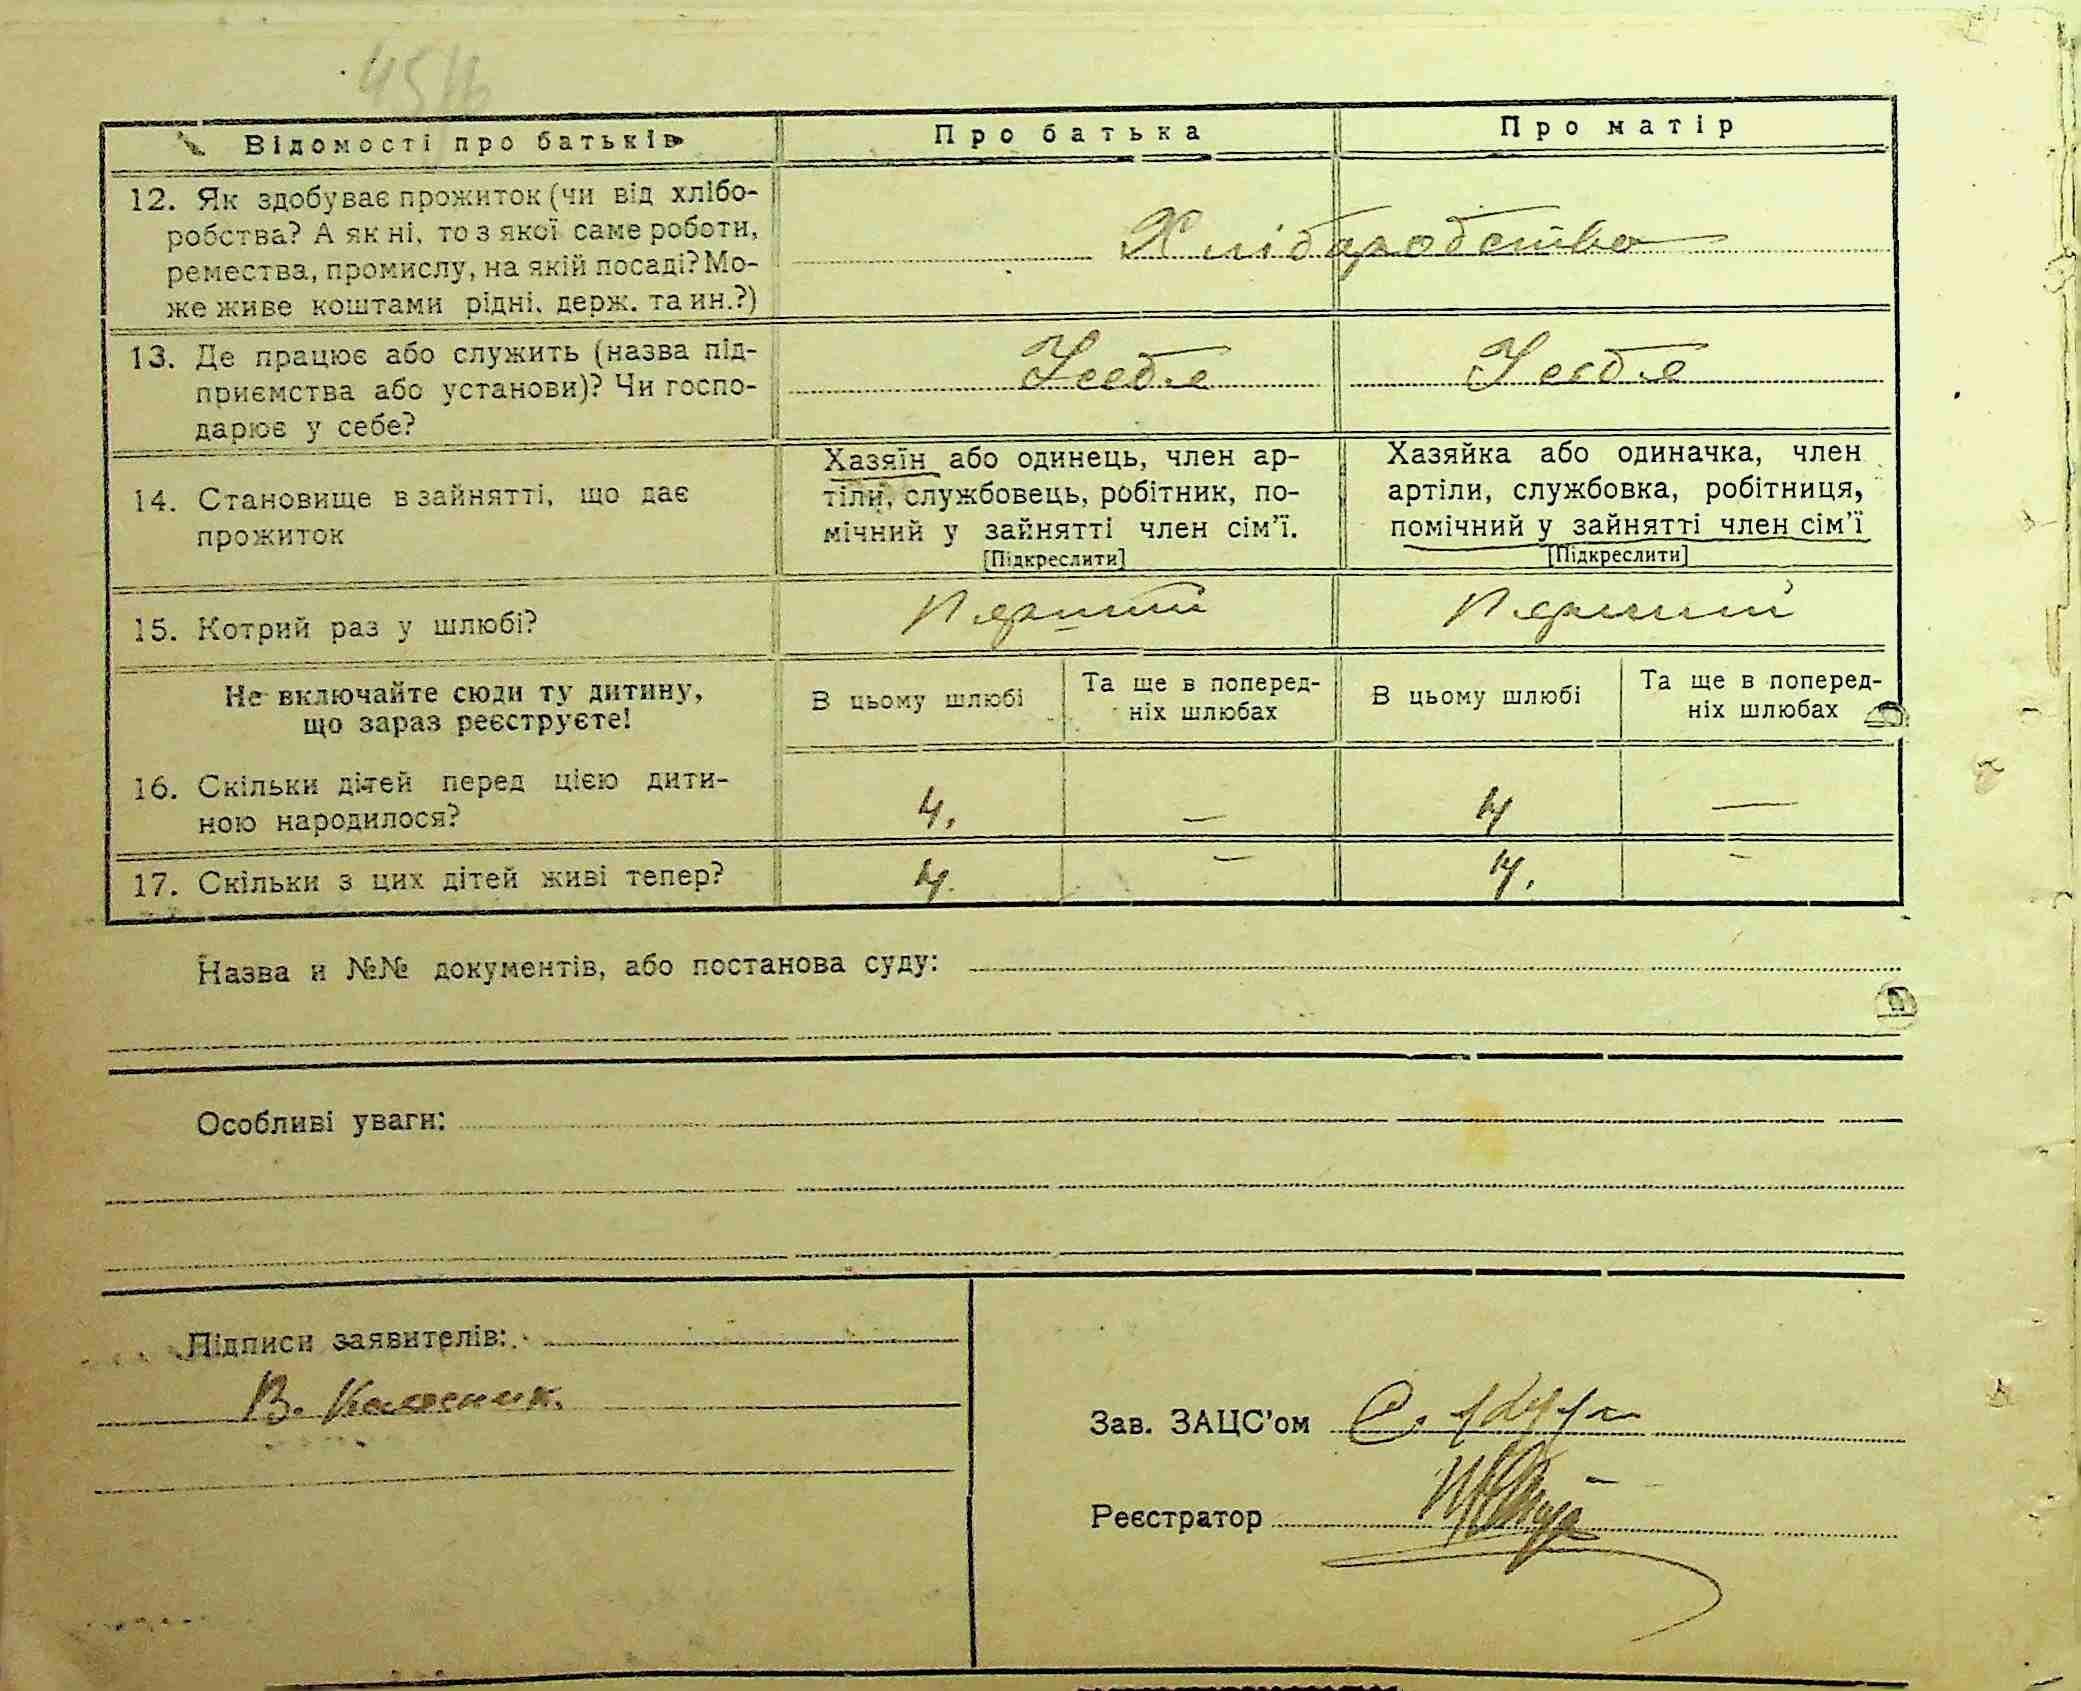 Відомості про батьків Про батька Про матір
12. Як здобуває прожиток (чи від хлібо-
робства? А як ні, то з якої саме роботи,
ремества, промислу, на якій посаді? Мо-
же живе коштами рідні, держ. та ин.?)
Хліборобство
13. Де працює або служить (назва під-
приємства або установи)? Чи госпо-
дарює у себе?
У себе У себе
14. Становище в зайнятті, що дає
прожиток
Хазяїн або одинець, член ар-
тіли, службовець, робітник, по-
мічний у зайнятті член сім’ї.
[Підкреслити]
Хазяйка або одиначка, член
артіли, службовка, робітниця,
помічний у зайнятті член сім’ї
[Підкреслити]
15. Котрий раз у шлюбі? Перший Перший
Не включайте сюди ту дитину,
що зараз реєструєте!
В цьому шлюбі
Та ще в поперед-
ніх шлюбах
В цьому шлюбі
Та ще в поперед-
ніх шлюбах
16. Скільки дітей перед цією дити-
ною народилося?
4. — 4 —
17. Скільки з цих дітей живі тепер? 4. — 4. —
Назва и №№ документів, або постанова суду:
Особливі уваги:
Підписи заявителів:
В. Колесник.
Зав. ЗАЦС’ом
Реєстратор